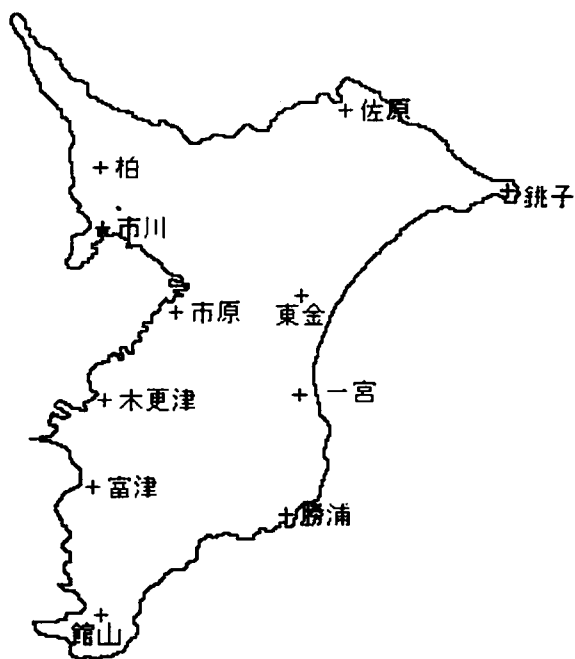 佐原
柏
銚子
市川
東金
市原
一宮
木更津
富津
勝浦
館山